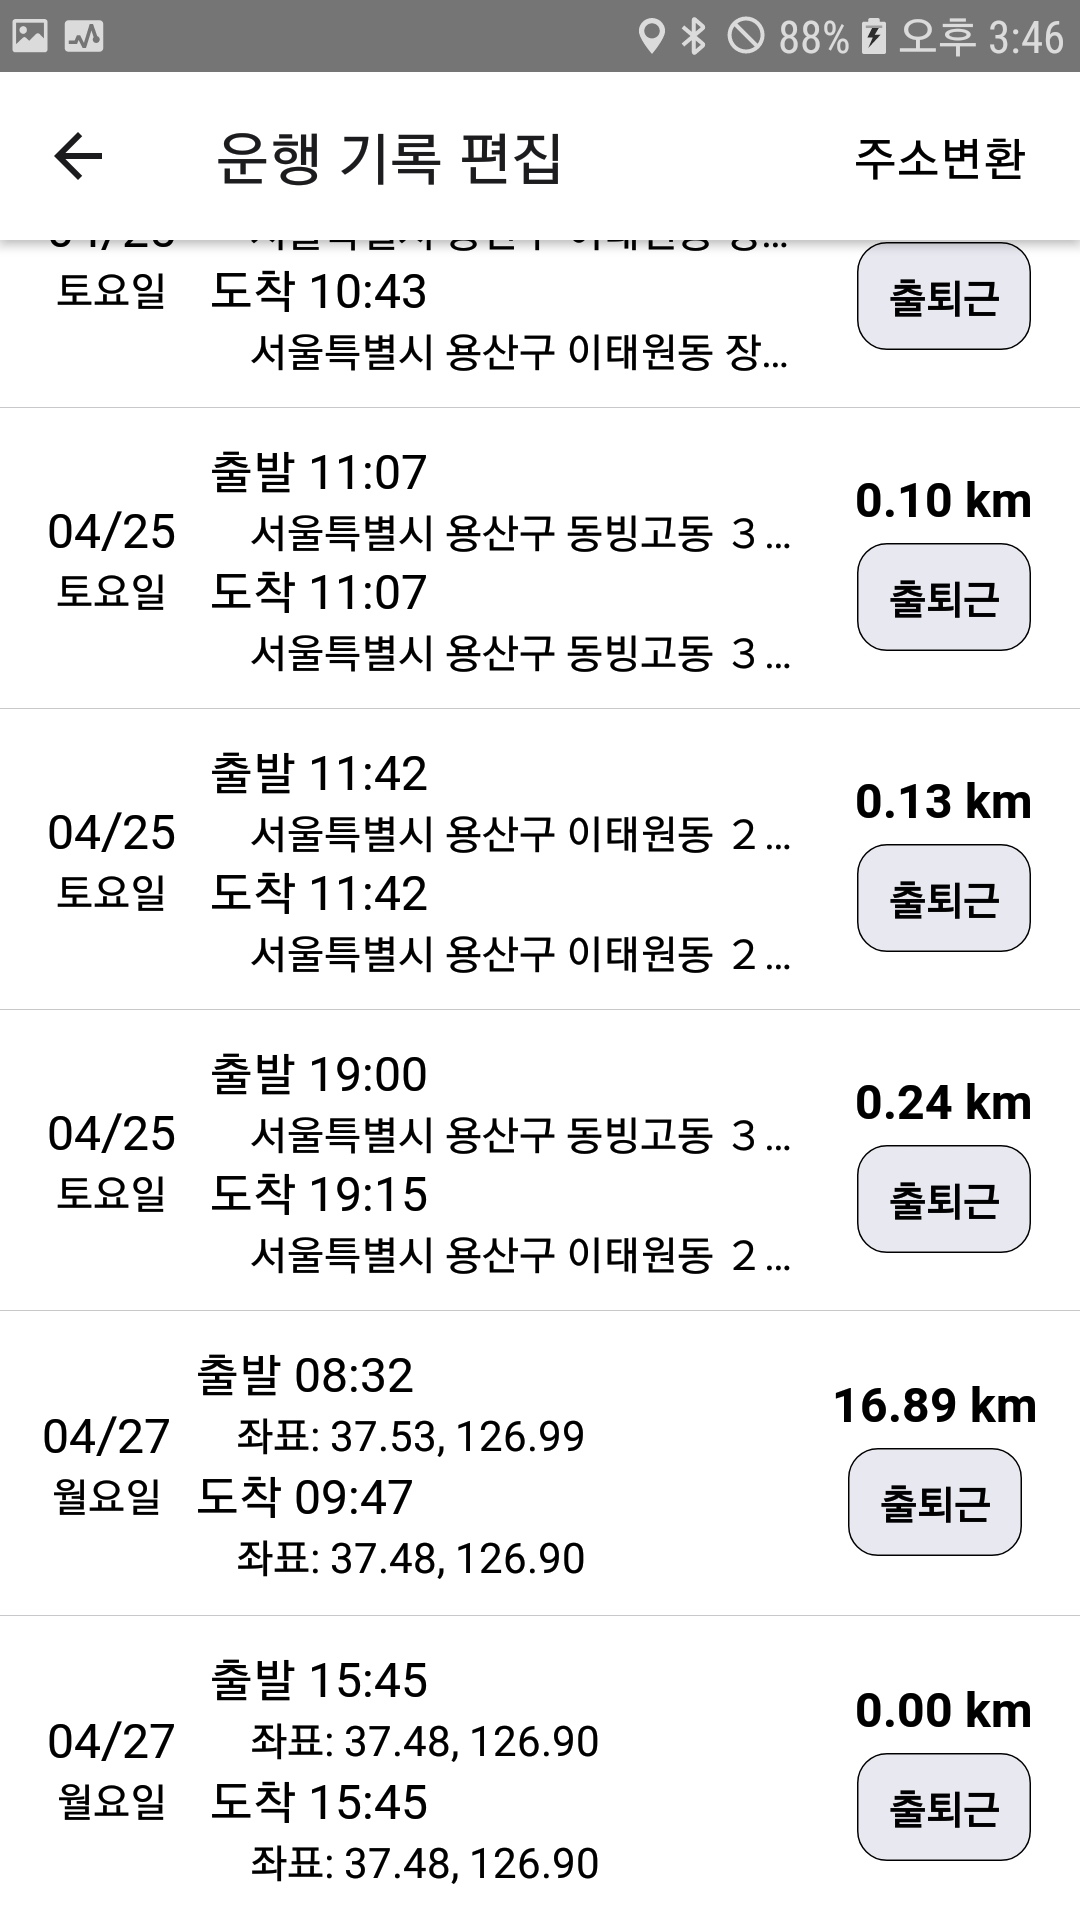 88% 오후 3:46
운행 기록 편집
주소변환
토요일
도착 10:43
서울특별시 용산구 이태원동 장...
출퇴근
04/25
토요일
출발 11:07
서울특별시 용산구 동빙고동 3 ...
도착 11:07
서울특별시 용산구 동빙고동 3 ...
0.10 km
출퇴근
04/25
토요일
출발 11:42
서울특별시 용산구 이태원동 2 ...
도착 11:42
서울특별시 용산구 이태원동 2 ...
0.13 km
출퇴근
04/25
토요일
출발 19:00
서울특별시 용산구 동빙고동 3 ...
도착 19:15
서울특별시 용산구 이태원동 2 ...
0.24 km
출퇴근
04/27
월요일
출발 08:32
좌표: 37.53, 126.99
도착 09:47
좌표: 37.48, 126.90
16.89 km
출퇴근
04/27
월요일
출발 15:45
좌표: 37.48, 126.90
도착 15:45
좌표: 37.48, 126.90
0.00 km
출퇴근